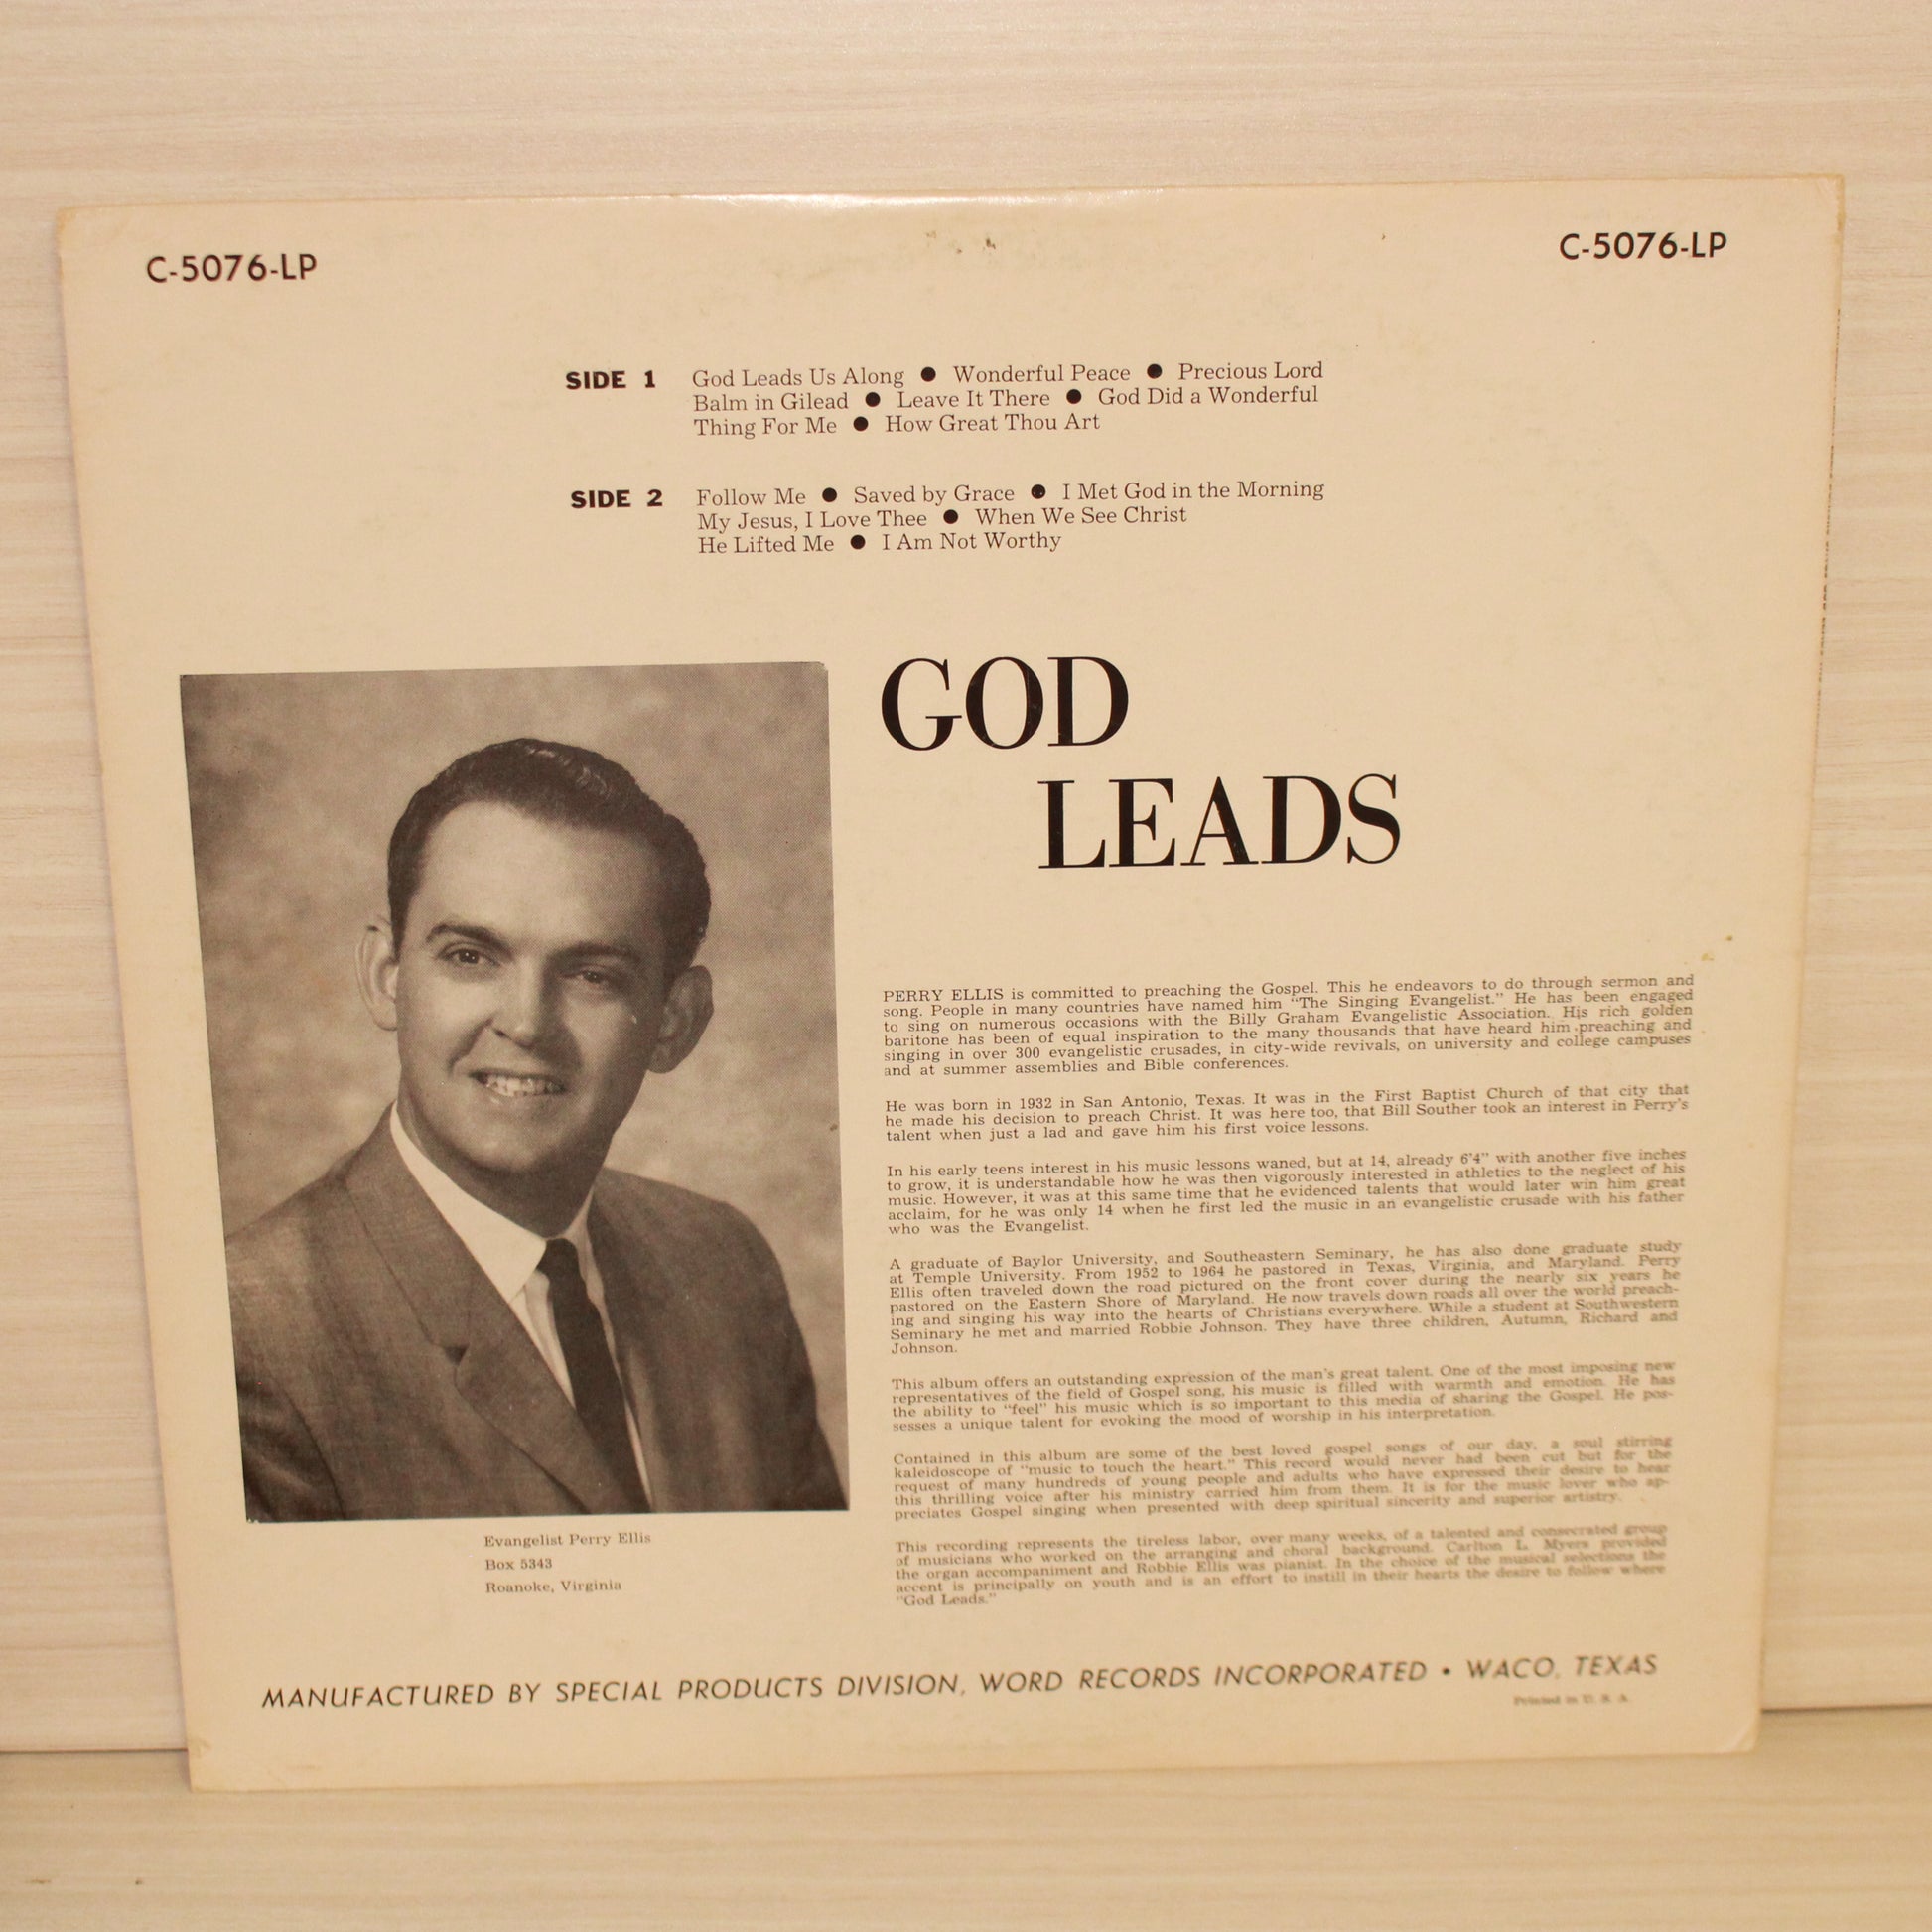 C-5076-LP
C-5076-LP
SIDE 1 God Leads Us Along ● Wonderful Peace ● Precious Lord
Balm in Gilead ● Leave It There ● God Did a Wonderful
Thing For Me ● How Great Thou Art
SIDE 2 Follow Me ● Saved by Grace ● I Met God in the Morning
My Jesus, I Love Thee ● When We See Christ
He Lifted Me ● I Am Not Worthy
GOD
LEADS
PERRY ELLIS is committed to preaching the Gospel. This he endeavors to do through sermon and
song. People in many countries have named him "The Singing Evangelist." He has been engaged
to sing on numerous occasions with the Billy Graham Evangelistic Association. His rich golden
baritone has been of equal inspiration to the many thousands that have heard him preaching and
singing in over 300 evangelistic crusades, in city-wide revivals, on university and college campuses
and at summer assemblies and Bible conferences.
He was born in 1932 in San Antonio, Texas. It was in the First Baptist Church of that city that
he made his decision to preach Christ. It was here too, that Bill Souther took an interest in Perry's
talent when just a lad and gave him his first voice lessons.
In his early teens interest in his music lessons waned, but at 14, already 6'4" with another five inches
to grow, it is understandable how he was then vigorously interested in athletics to the neglect of his
music. However, it was at this same time that he evidenced talents that would later win him great
acclaim, for he was only 14 when he first led the music in an evangelistic crusade with his father
who was the Evangelist.
A graduate of Baylor University, and Southeastern Seminary, he has also done graduate study
at Temple University. From 1952 to 1964 he pastored in Texas, Virginia, and Maryland. Perry
Ellis often traveled down the road pictured on the front cover during the nearly six years he
pastored on the Eastern Shore of Maryland. He now travels down roads all over the world preach-
ing and singing his way into the hearts of Christians everywhere. While a student at Southwestern
Seminary he met and married Robbie Johnson. They have three children, Autumn, Richard and
Johnson.
This album offers an outstanding expression of the man's great talent. One of the most imposing new
representatives of the field of Gospel song, his music is filled with warmth and emotion. He has
the ability to "feel" his music which is so important to this media of sharing the Gospel. He pos-
sesses a unique talent for evoking the mood of worship in his interpretation.
Contained in this album are some of the best loved gospel songs of our day, a soul stirring
kaleidoscope of "music to touch the heart." This record would never had been cut but for the
request of many hundreds of young people and adults who have expressed their desire to hear
this thrilling voice after his ministry carried him from them. It is for the music lover who ap-
preciates Gospel singing when presented with deep spiritual sincerity and superior artistry.
This recording represents the tireless labor, over many weeks, of a talented and consecrated group
of musicians who worked on the arranging and choral background. Carlton L. Myers provided
the organ accompaniment and Robbie Ellis was pianist. In the choice of the musical selections the
accent is principally on youth and is an effort to instill in their hearts the desire to follow where
"God Leads."
Evangelist Perry Ellis
Box 5343
Roanoke, Virginia
MANUFACTURED BY SPECIAL PRODUCTS DIVISION, WORD RECORDS INCORPORATED • WACO, TEXAS
Printed in U. S. A.